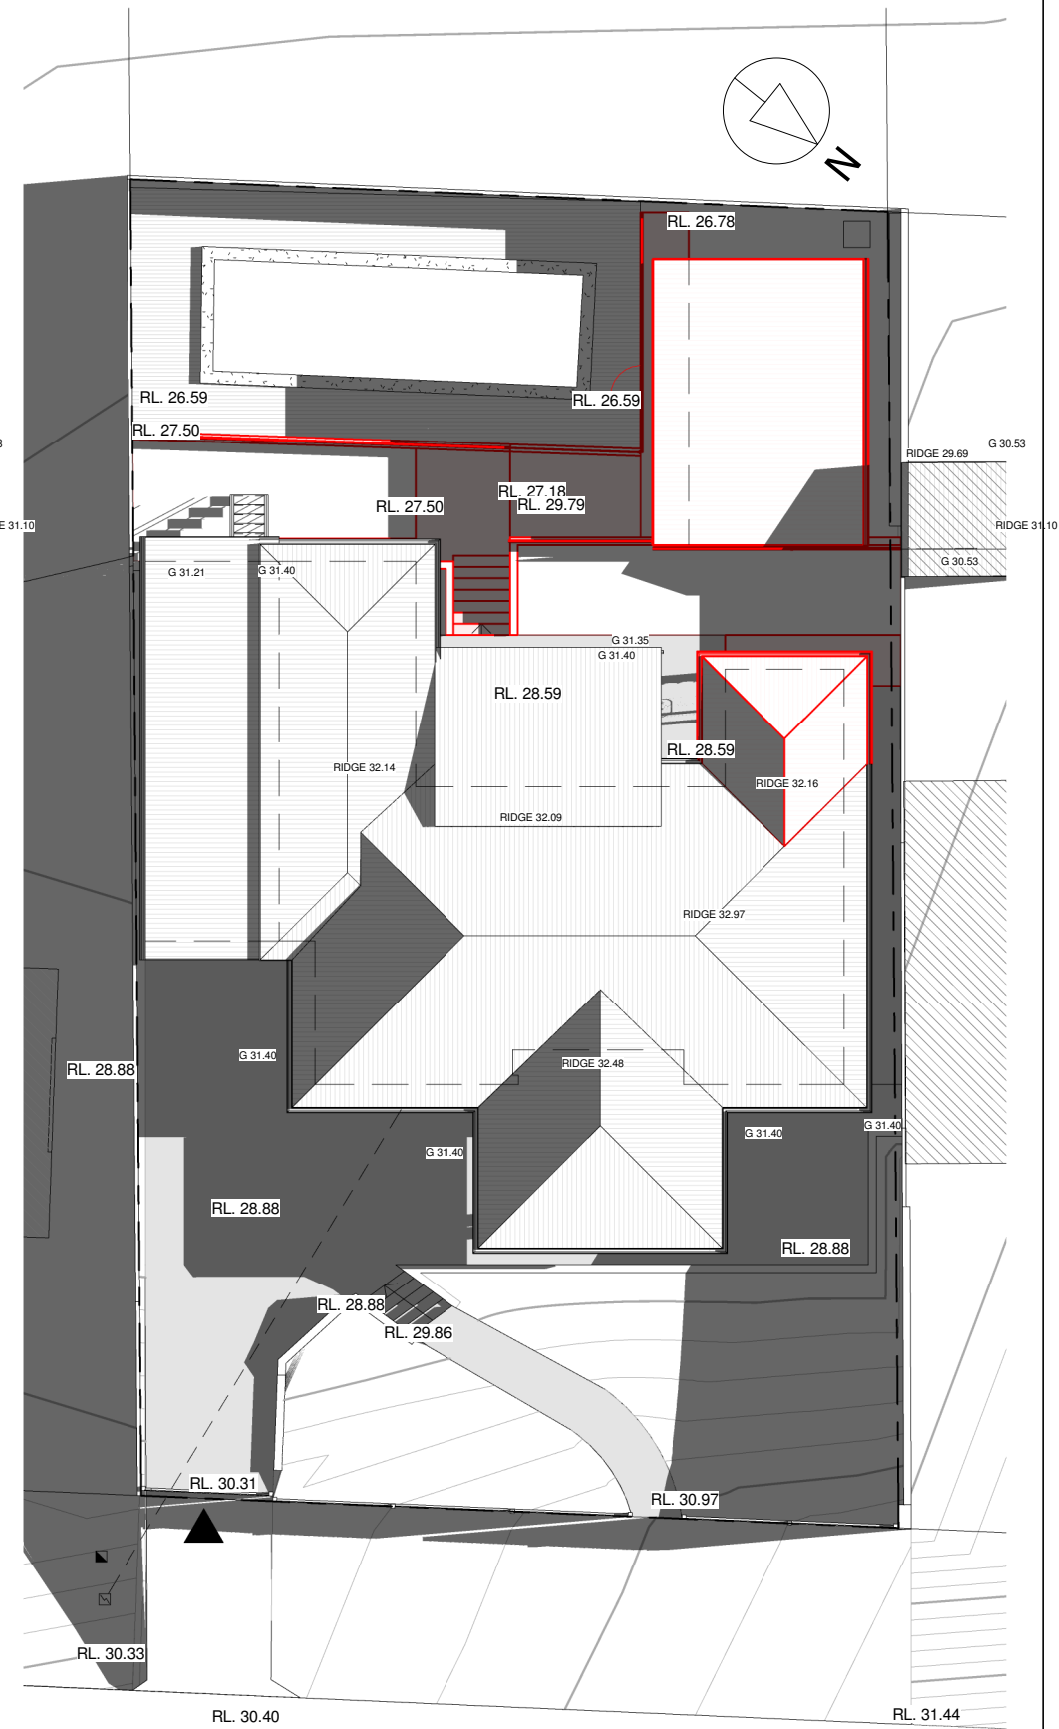 N
RL. 26.78
RL. 26.59
RL. 26.59
RL. 27.50
G 30.53
RIDGE 29.69
RL. 27.18
RL. 27.50
RL. 29.79
E 31.10
RIDGE 31.10
G 30.53
G 31.21
G 31.40
G 31.35
G 31.40
RL. 28.59
RL. 28.59
RIDGE 32.14
RIDGE 32.16
RIDGE 32.09
RIDGE 32.97
G 31.40
RIDGE 32.48
RL. 28.88
G 31.40
G 31.40
G 31.40
RL. 28.88
RL. 28.88
RL. 28.88
RL. 29.86
RL. 30.31
RL. 30.97
RL. 30.33
RL. 30.40
RL. 31.44